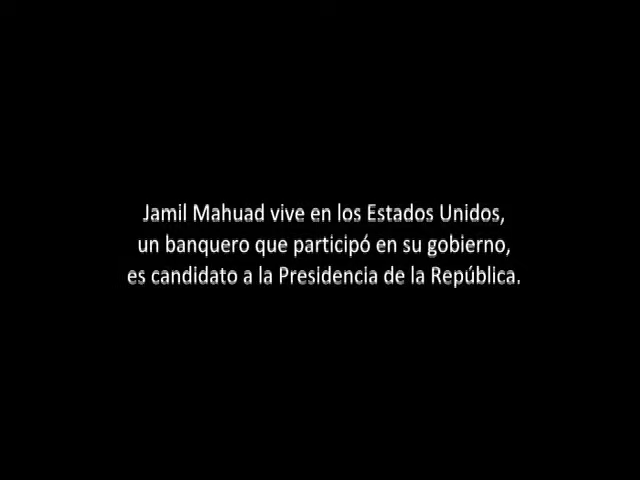 Jamil Mahuad vive en los Estados Unidos,
un banquero que participó en su gobierno,
es candidato a la Presidencia de la República.